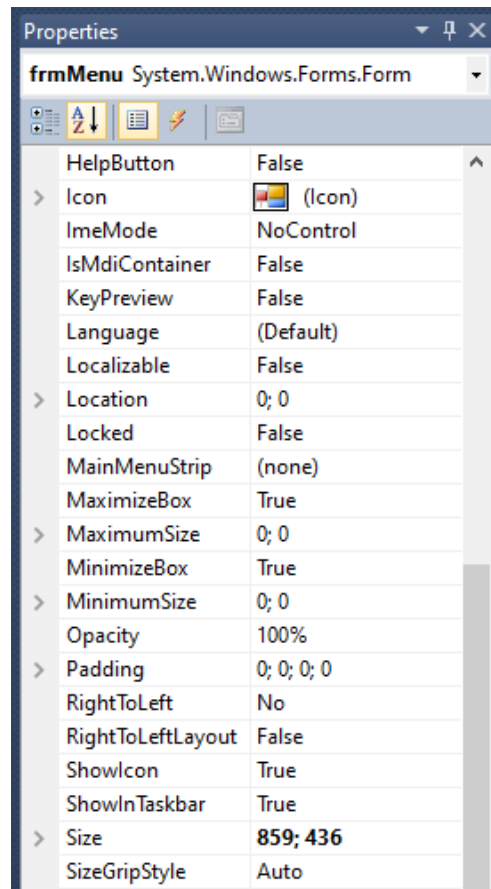 Properties
frmMenu System.Windows.Forms.Form
HelpButton False
Icon (Icon)
ImeMode NoControl
IsMdiContainer False
KeyPreview False
Language (Default)
Localizable False
Location 0; 0
Locked False
MainMenuStrip (none)
MaximizeBox True
MaximumSize 0; 0
MinimizeBox True
MinimumSize 0; 0
Opacity 100%
Padding 0; 0; 0; 0
RightToLeft No
RightToLeftLayout False
ShowIcon True
ShowInTaskbar True
Size 859; 436
SizeGripStyle Auto